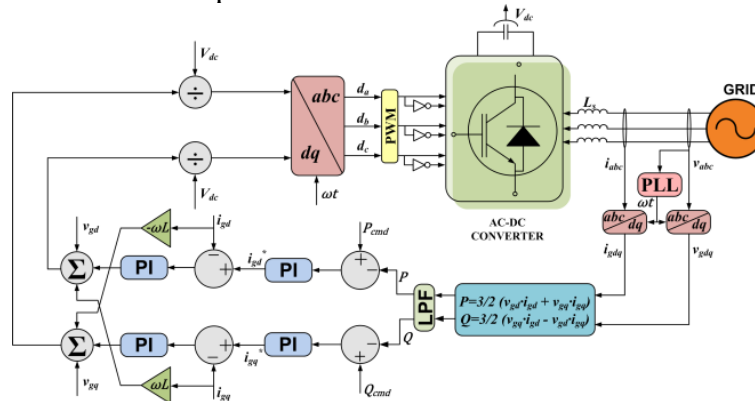 V_dc
V_dc
÷
abc
d_a
GRID
L_s
d_b
PWM
÷
dq
d_c
i_abc
v_abc
PLL
V_dc
ωt
ωt
AC-DC
CONVERTER
abc
dq
abc
dq
v_gd
-ωL
i_gd
P_cmd
i_gdq
v_gdq
Σ
PI
i_gd*
PI
P
P=3/2 (v_gd·i_gd + v_gq·i_gq)
LPF
Q=3/2 (v_gq·i_gd - v_gd·i_gq)
Σ
PI
i_gq*
PI
Q
v_gq
ωL
i_gq
Q_cmd